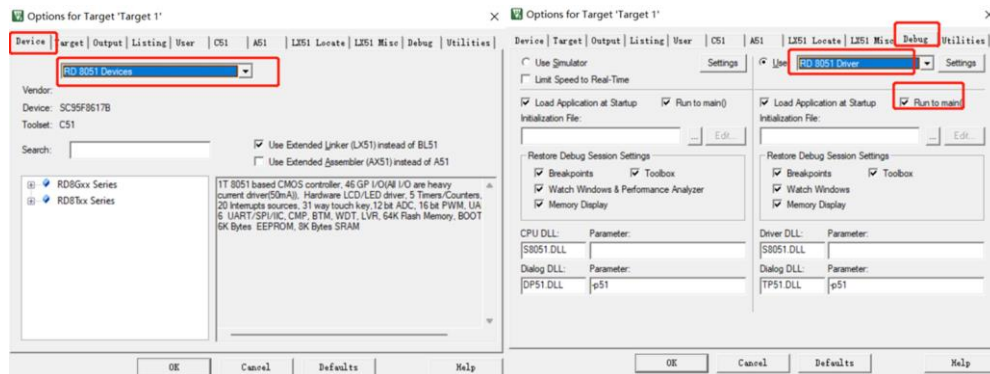 Options for Target 'Target 1'
Device | Target | Output | Listing | User | C51 | A51 | LX51 Locate | LX51 Misc | Debug | Utilities |
RD 8051 Devices
Vendor:
Device: SC95F8617B
Toolset: C51
Search:
Use Extended Linker (LX51) instead of BL51
Use Extended Assembler (AX51) instead of A51
RD8Gxx Series
RD8Txx Series
1T 8051 based CMOS controller, 46 GP I/O(All I/O are heavy
current driver(50mA)), Hardware LCD/LED driver, 5 Timers/Counters,
20 Interrupts sources, 31 way touch key,12 bit ADC, 16 bit PWM, UA
6 UART/SPI/IIC, CMP, BTM, WDT, LVR, 64K Flash Memory, BOOT
6K Bytes EEPROM, 8K Bytes SRAM
OK Cancel Defaults Help
Options for Target 'Target 1'
Device | Target | Output | Listing | User | C51 | A51 | LX51 Locate | LX51 Misc | Debug | Utilities |
Use Simulator Settings
Limit Speed to Real-Time
Use RD 8051 Driver Settings
Load Application at Startup Run to main()
Initialization File:
... Edit...
Restore Debug Session Settings
Breakpoints Toolbox
Watch Windows & Performance Analyzer
Memory Display
CPU DLL: Parameter:
S8051.DLL
Dialog DLL: Parameter:
DP51.DLL -p51
Load Application at Startup Run to main()
Initialization File:
... Edit...
Restore Debug Session Settings
Breakpoints Toolbox
Watch Windows
Memory Display
Driver DLL: Parameter:
S8051.DLL
Dialog DLL: Parameter:
TP51.DLL -p51
OK Cancel Defaults Help